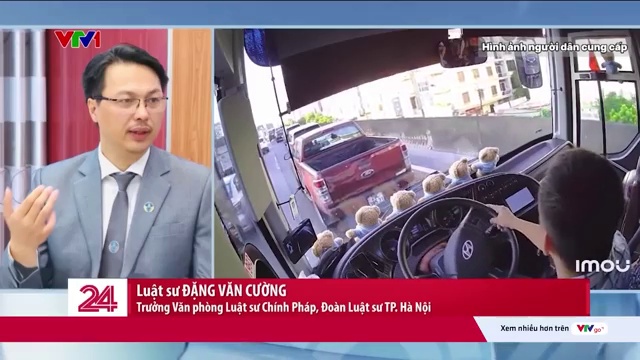 VTV1
Hình ảnh người dân cung cấp
imou
24
Luật sư ĐẶNG VĂN CƯỜNG
Trưởng Văn phòng Luật sư Chính Pháp, Đoàn Luật sư TP. Hà Nội
Xem nhiều hơn trên
VTVgo